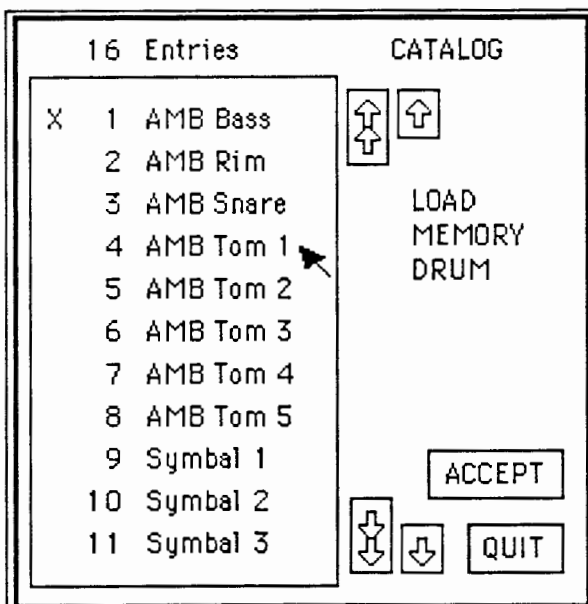 16 Entries
CATALOG
X 1 AMB Bass
2 AMB Rim
3 AMB Snare
4 AMB Tom 1
5 AMB Tom 2
6 AMB Tom 3
7 AMB Tom 4
8 AMB Tom 5
9 Symbal 1
10 Symbal 2
11 Symbal 3
LOAD
MEMORY
DRUM
ACCEPT
QUIT